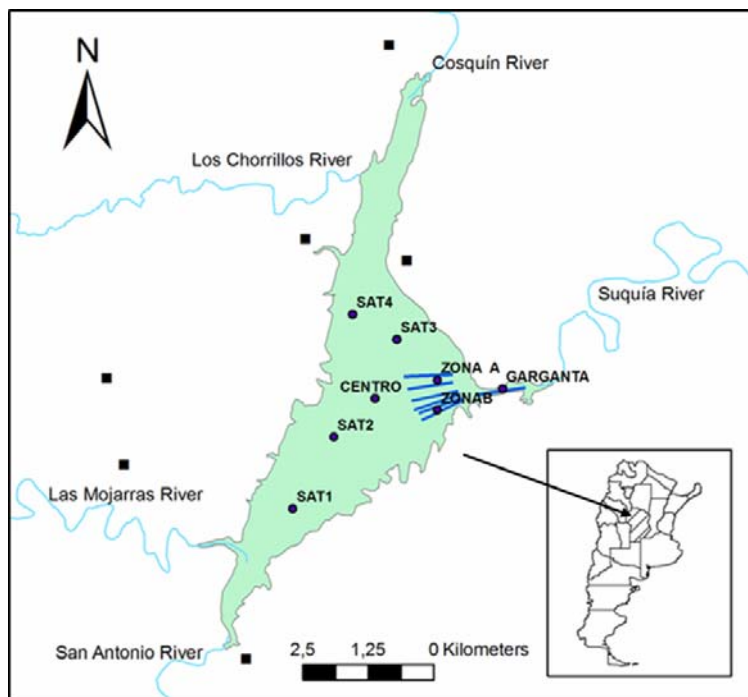 N
Cosquín River
Los Chorrillos River
Suquía River
SAT4
SAT3
ZONA A
GARGANTA
CENTRO
ZONAB
SAT2
Las Mojarras River
SAT1
San Antonio River
2,5 1,25 0 Kilometers